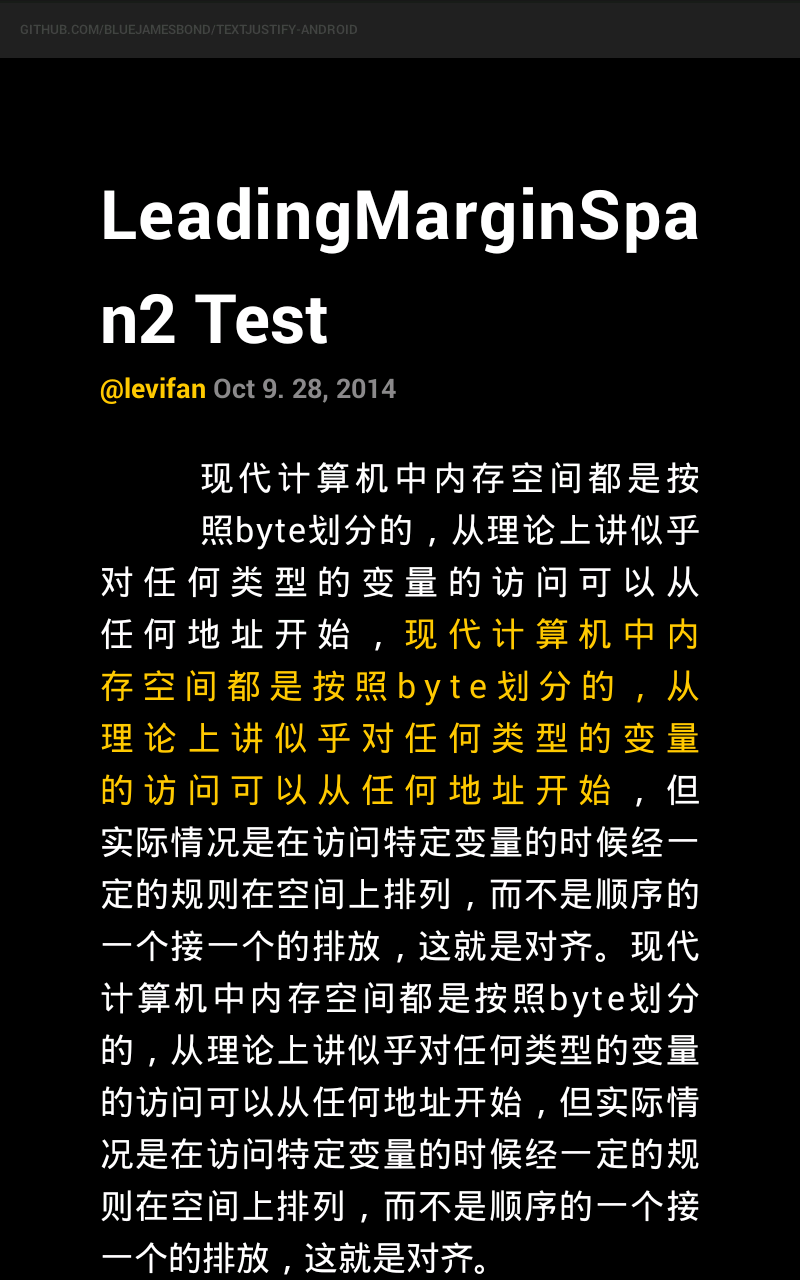 GITHUB.COM/BLUEJAMESBOND/TEXTJUSTIFY-ANDROID
LeadingMarginSpa
n2 Test
@levifan Oct 9. 28, 2014
现代计算机中内存空间都是按
照byte划分的，从理论上讲似乎
对任何类型的变量的访问可以从
任何地址开始，现代计算机中内
存空间都是按照byte划分的，从
理论上讲似乎对任何类型的变量
的访问可以从任何地址开始，但
实际情况是在访问特定变量的时候经一
定的规则在空间上排列，而不是顺序的
一个接一个的排放，这就是对齐。现代
计算机中内存空间都是按照byte划分
的，从理论上讲似乎对任何类型的变量
的访问可以从任何地址开始，但实际情
况是在访问特定变量的时候经一定的规
则在空间上排列，而不是顺序的一个接
一个的排放，这就是对齐。